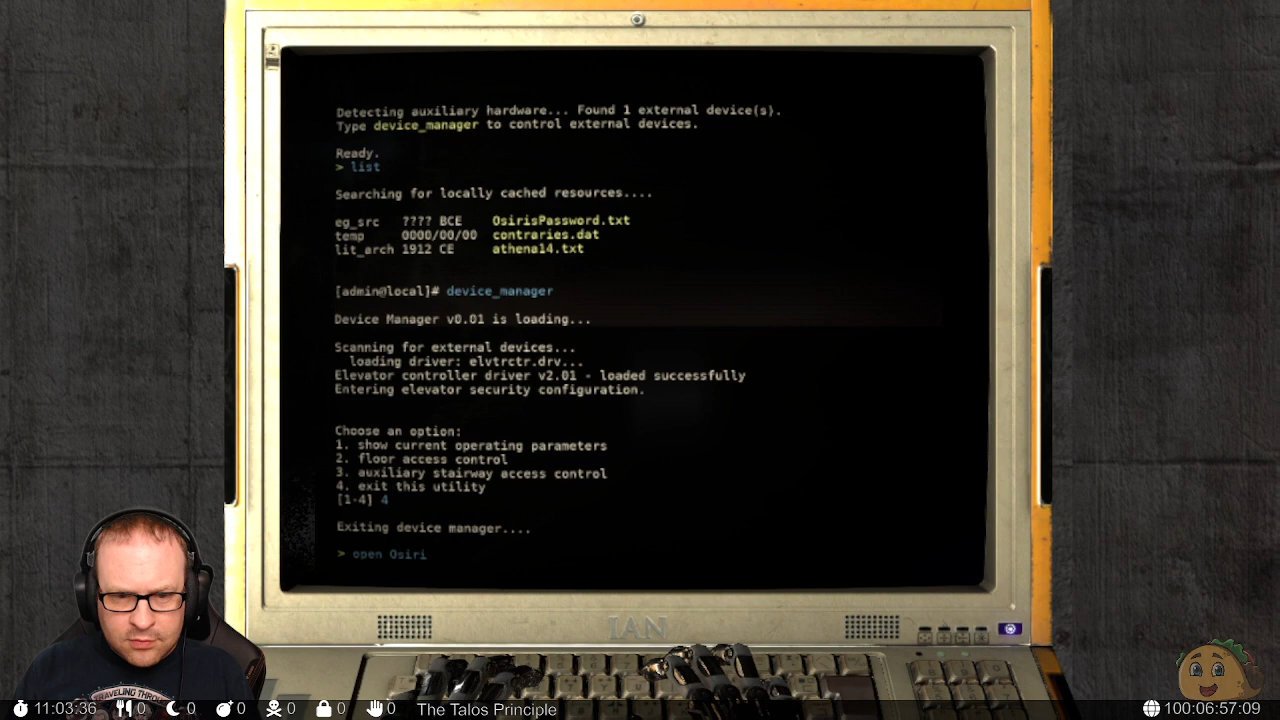 Detecting auxiliary hardware... Found 1 external device(s).
Type device_manager to control external devices.
Ready.
> list
Searching for locally cached resources....
eg_src ???? BCE OsirisPassword.txt
temp 0000/00/00 contraries.dat
lit_arch 1912 CE athena14.txt
[admin@local]# device_manager
Device Manager v0.01 is loading...
Scanning for external devices...
loading driver: elvtrctr.drv...
Elevator controller driver v2.01 - loaded successfully
Entering elevator security configuration.
Choose an option:
1. show current operating parameters
2. floor access control
3. auxiliary stairway access control
4. exit this utility
[1-4] 4
Exiting device manager....
> open Osiri
IAN
TRAVELING THROU
11:03:36 0 0 0 0 0 0 The Talos Principle 100:06:57:09